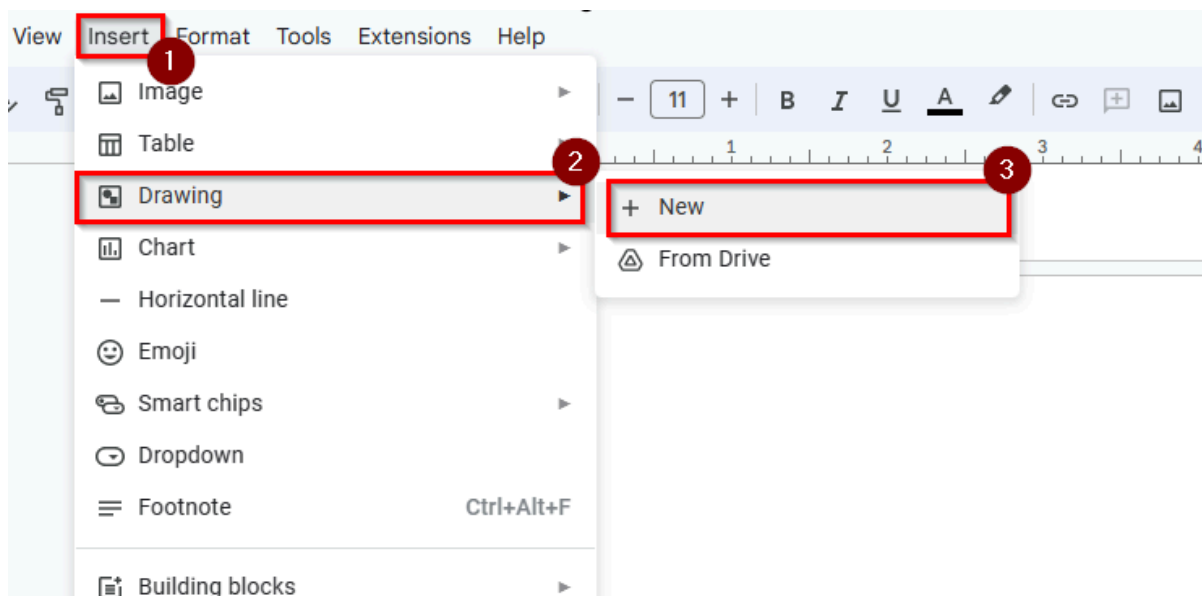 View Insert Format Tools Extensions Help
1
Image
11 B I U A
Table
1 2 3 4
2
3
Drawing
New
Chart
From Drive
Horizontal line
Emoji
Smart chips
Dropdown
Footnote Ctrl+Alt+F
Building blocks